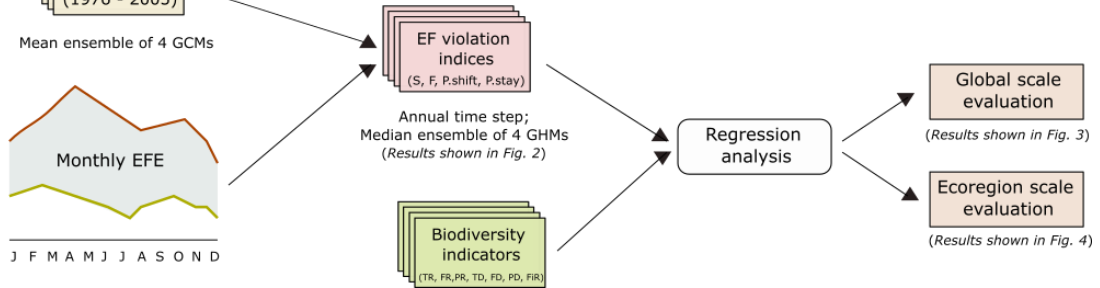 (1976 - 2005)
Mean ensemble of 4 GCMs
Monthly EFE
J F M A M J J A S O N D
EF violation
indices
(S, F, P.shift, P.stay)
Annual time step;
Median ensemble of 4 GHMs
(Results shown in Fig. 2)
Biodiversity
indicators
(TR, FR,PR, TD, FD, PD, FiR)
Regression
analysis
Global scale
evaluation
(Results shown in Fig. 3)
Ecoregion scale
evaluation
(Results shown in Fig. 4)